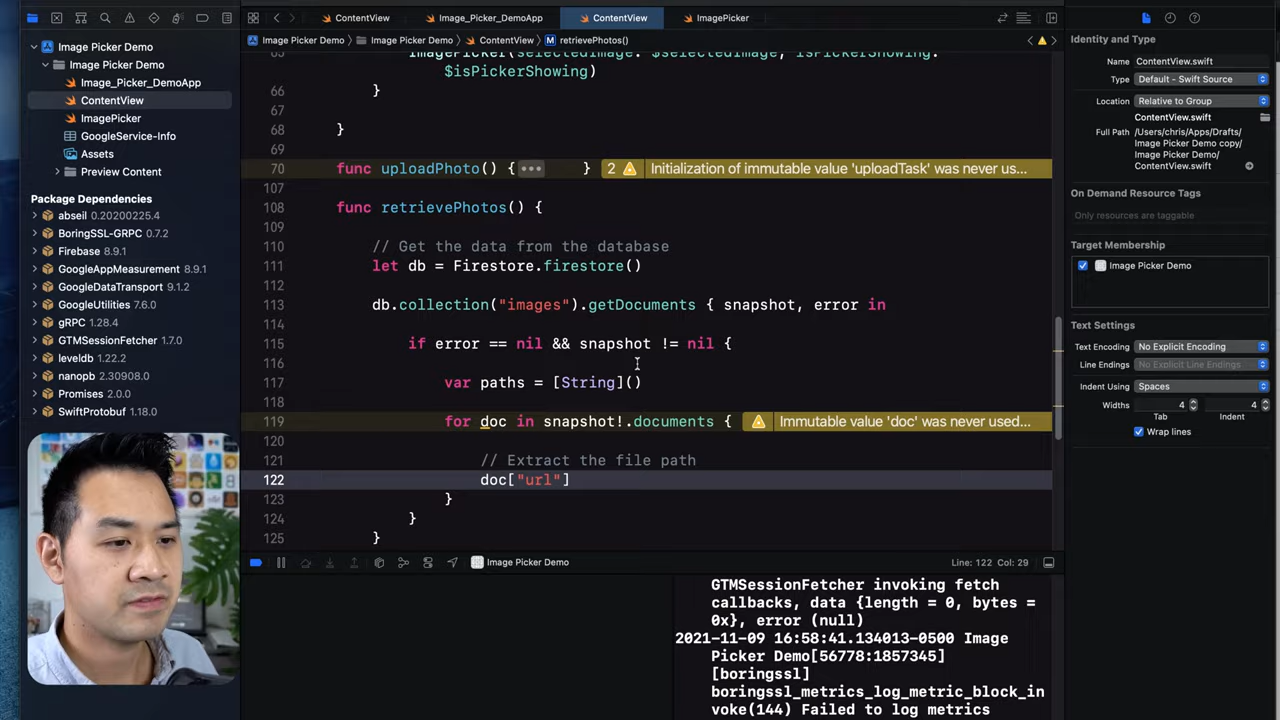 ContentView
Image_Picker_DemoApp
ContentView
ImagePicker
Image Picker Demo
Image Picker Demo
Image_Picker_DemoApp
ContentView
ImagePicker
GoogleService-Info
Assets
Preview Content
Package Dependencies
abseil 0.20200225.4
BoringSSL-GRPC 0.7.2
Firebase 8.9.1
GoogleAppMeasurement 8.9.1
GoogleDataTransport 9.1.2
GoogleUtilities 7.6.0
gRPC 1.28.4
GTMSessionFetcher 1.7.0
leveldb 1.22.2
nanopb 2.30908.0
Promises 2.0.0
SwiftProtobuf 1.18.0
Image Picker Demo
Image Picker Demo
ContentView
M retrievePhotos()
65 ImagePicker(selectedImage: $selectedImage, isPickerShowing:
$isPickerShowing)
66 }
67
68 }
69
70 func uploadPhoto() {••• } 2 Initialization of immutable value 'uploadTask' was never us...
107
108 func retrievePhotos() {
109
110 // Get the data from the database
111 let db = Firestore.firestore()
112
113 db.collection("images").getDocuments { snapshot, error in
114
115 if error == nil && snapshot != nil {
116
117 var paths = [String]()
118
119 for doc in snapshot!.documents { Immutable value 'doc' was never used...
120
121 // Extract the file path
122 doc["url"]
123 }
124 }
125 }
Image Picker Demo
Line: 122 Col: 29
GTMSessionFetcher invoking fetch
callbacks, data {length = 0, bytes =
0x}, error (null)
2021-11-09 16:58:41.134013-0500 Image
Picker Demo[56778:1857345]
[boringssl]
boringssl_metrics_log_metric_block_in
voke(144) Failed to log metrics
Identity and Type
Name ContentView.swift
Type Default - Swift Source
Location Relative to Group
ContentView.swift
Full Path /Users/chris/Apps/Drafts/
Image Picker Demo copy/
Image Picker Demo/
ContentView.swift
On Demand Resource Tags
Only resources are taggable
Target Membership
Image Picker Demo
Text Settings
Text Encoding No Explicit Encoding
Line Endings No Explicit Line Endings
Indent Using Spaces
Widths 4 4
Tab Indent
Wrap lines